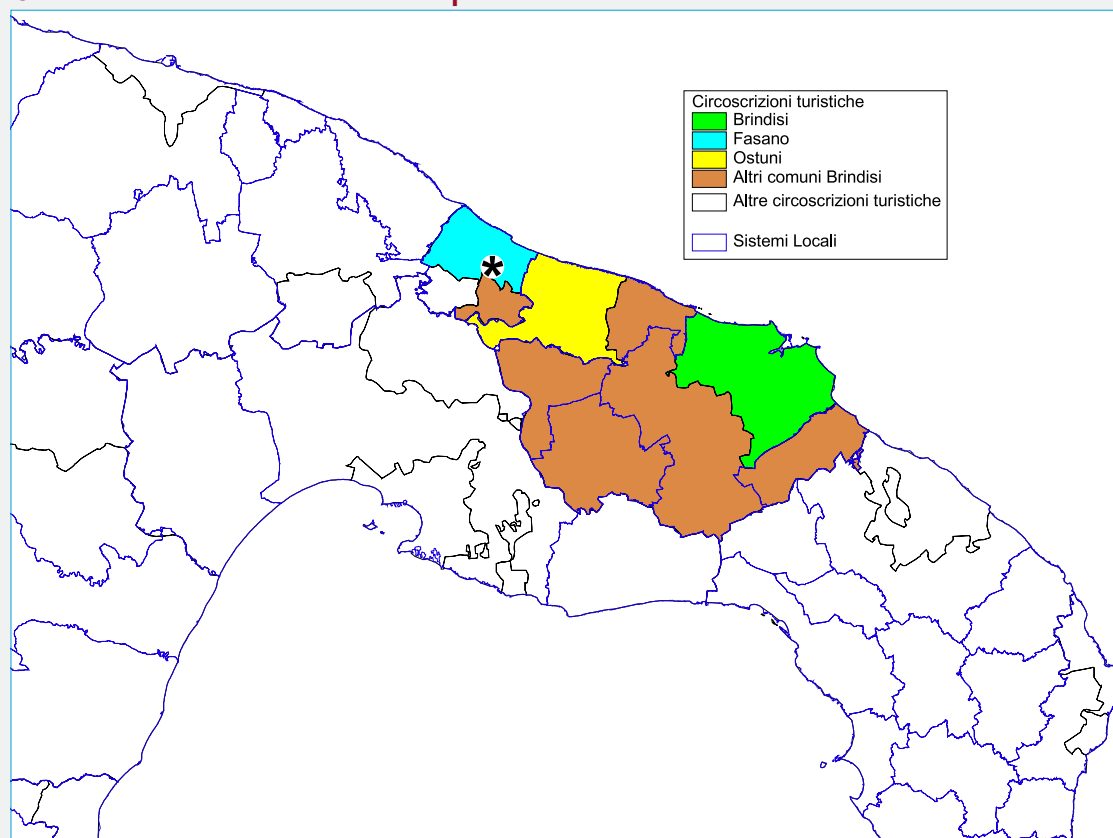 Circoscrizioni turistiche
Brindisi
Fasano
Ostuni
Altri comuni Brindisi
Altre circoscrizioni turistiche
Sistemi Locali
*